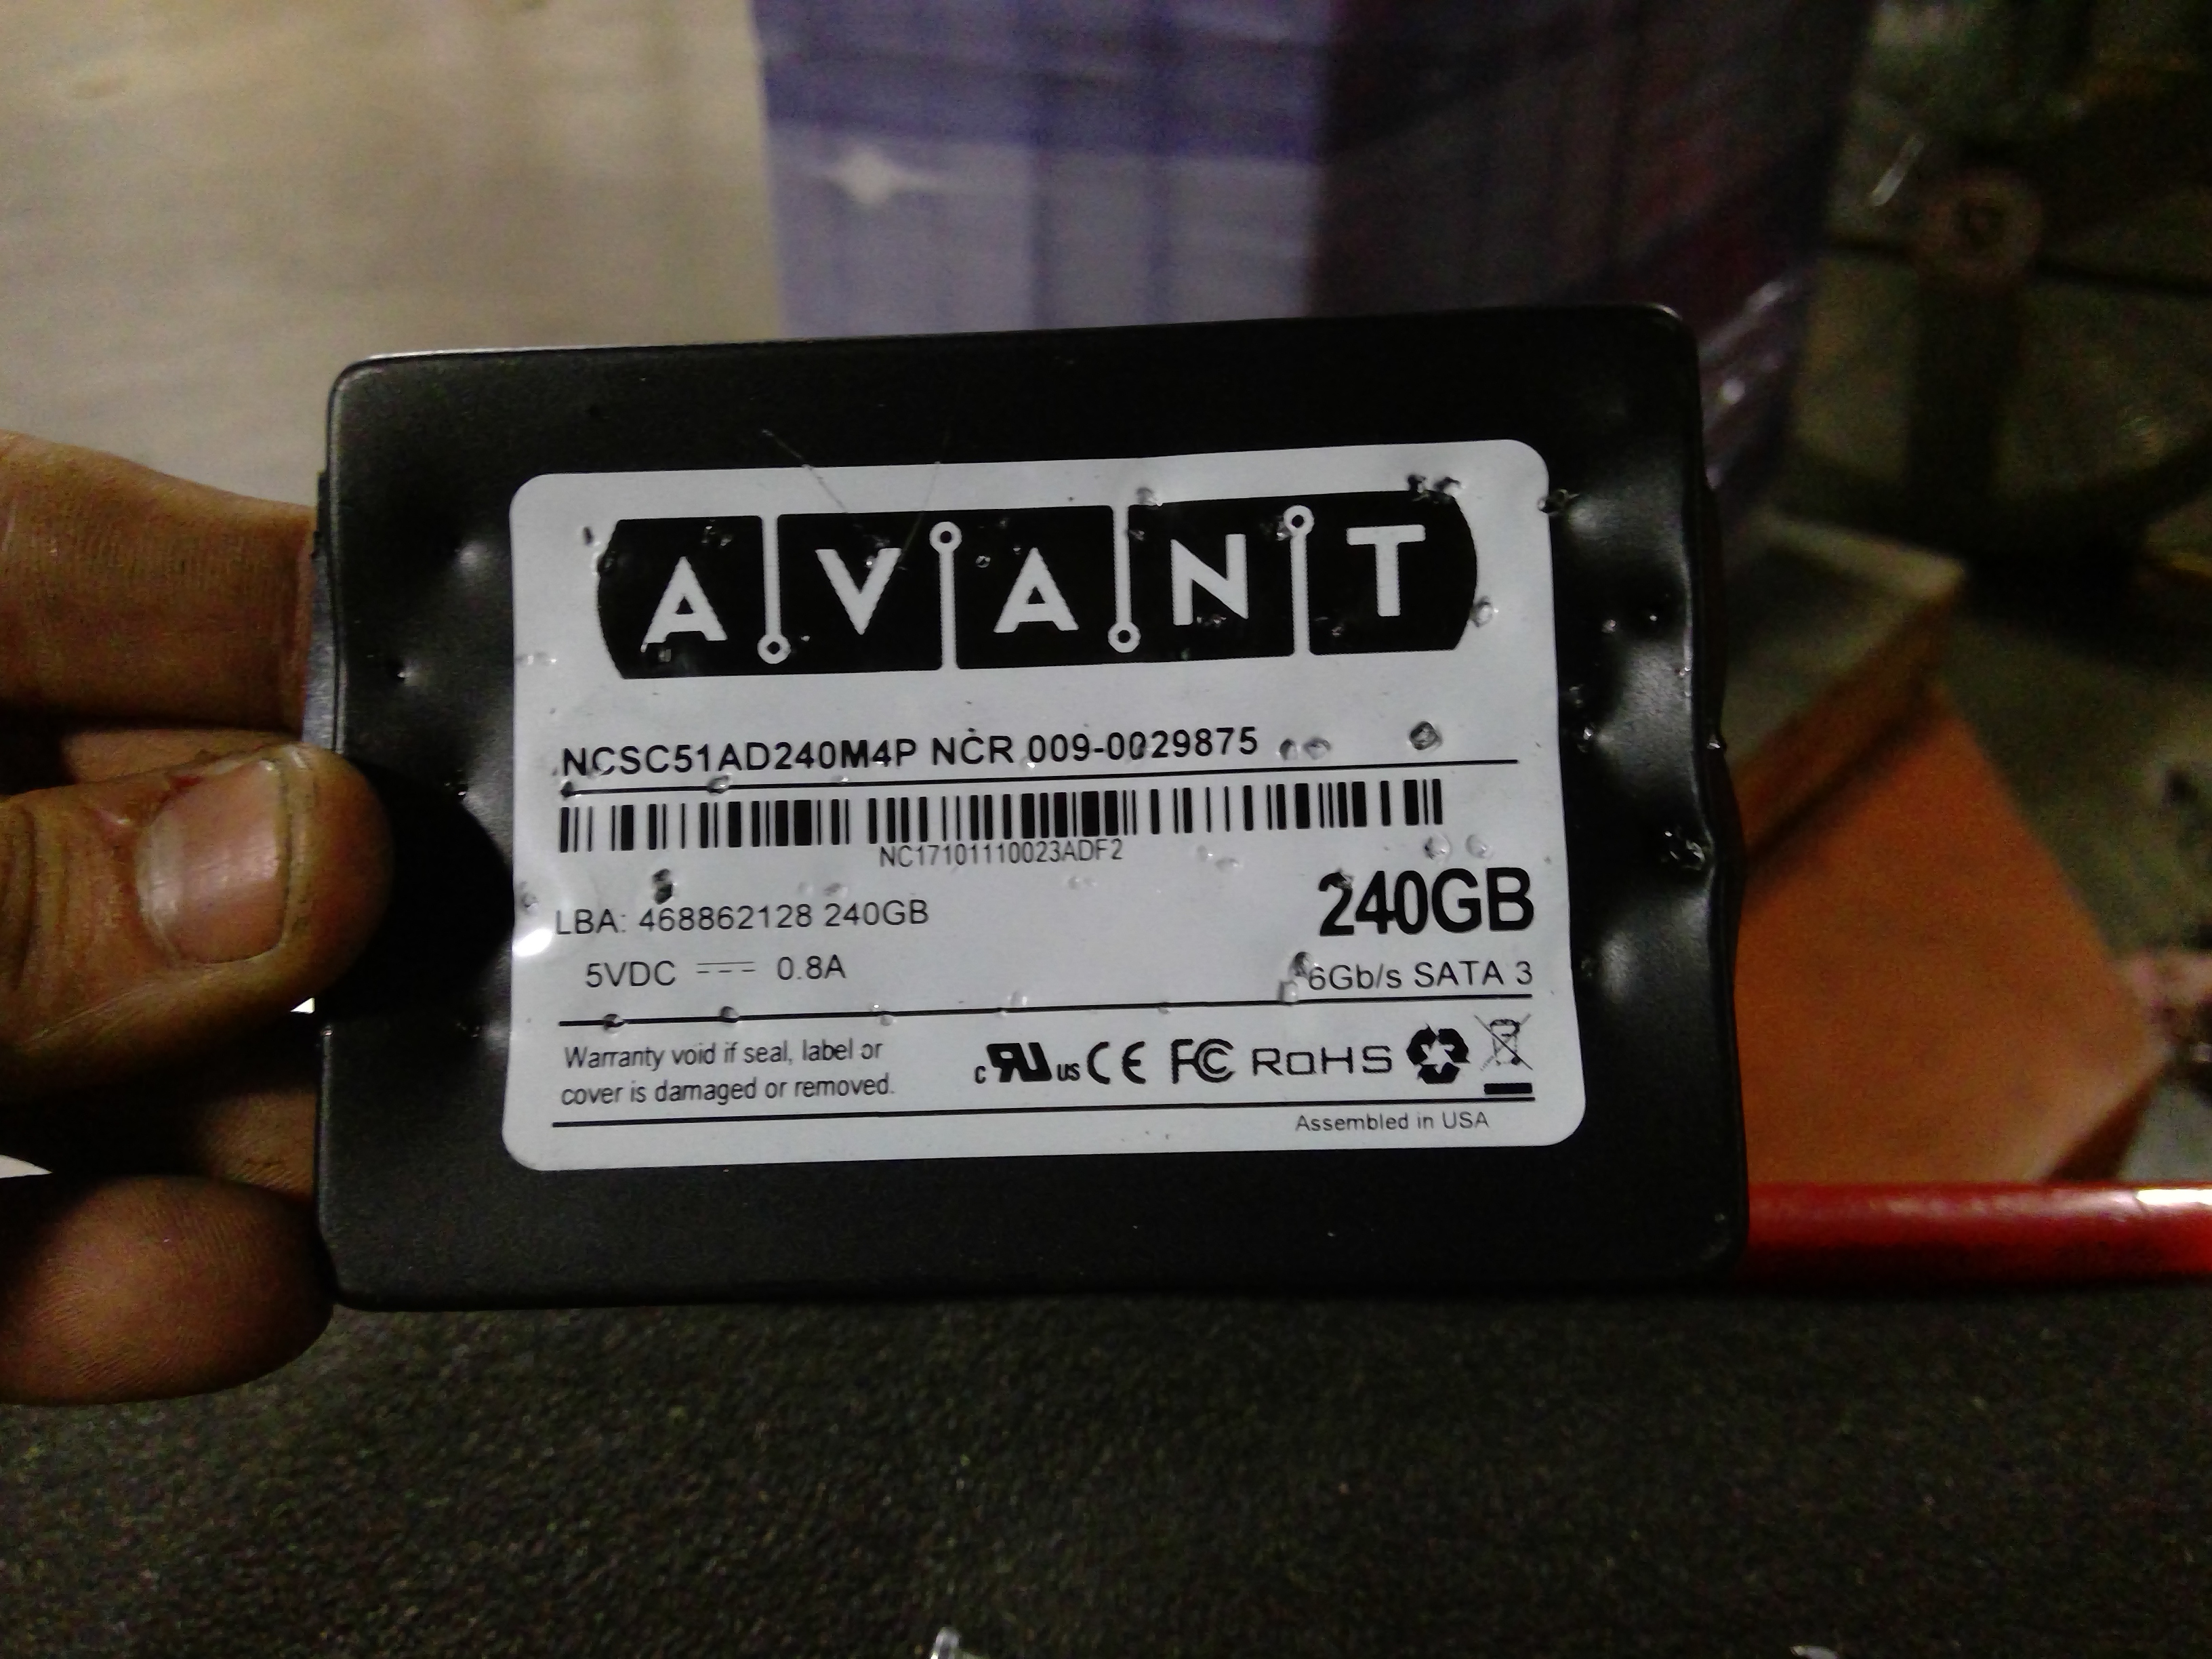 AVANT
NCSC51AD240M4P NCR 009-0029875
NC17101110023ADF2
LBA: 468862128 240GB
240GB
5VDC ⎓ 0.8A
6Gb/s SATA 3
Warranty void if seal, label or
cover is damaged or removed.
c RU us CE FC RoHS
Assembled in USA